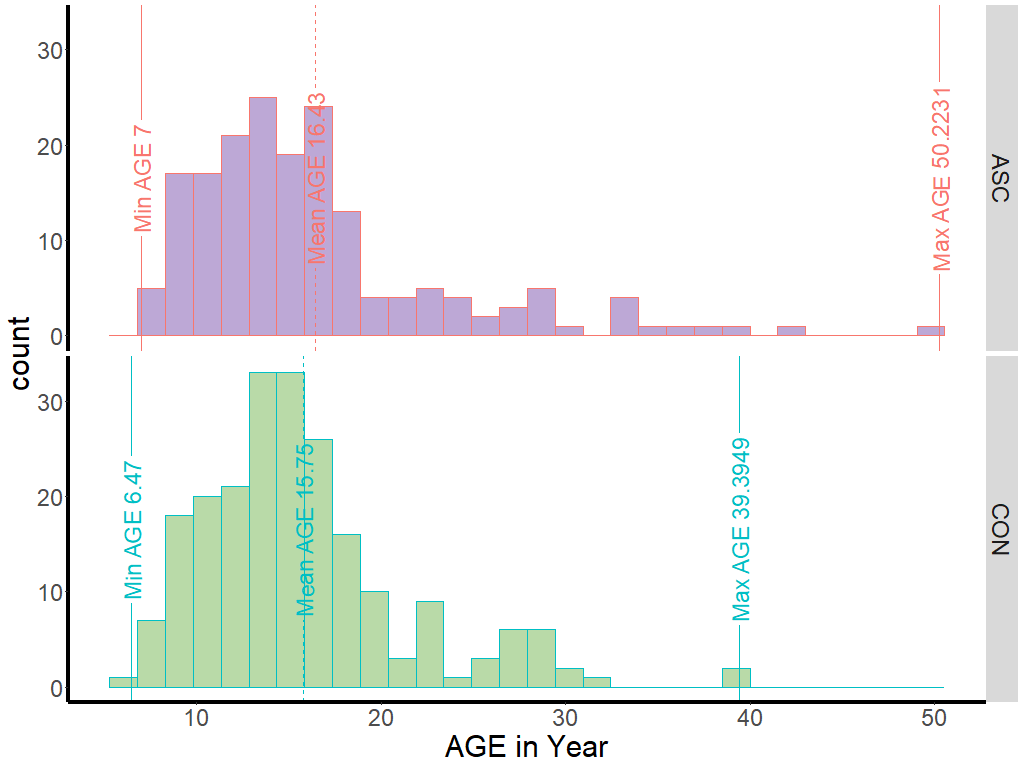 30
20
10
0
Min AGE 7
Mean AGE 16.43
Max AGE 50.2231
ASC
count
30
20
10
0
Min AGE 6.47
Mean AGE 15.75
Max AGE 39.3949
CON
10 20 30 40 50
AGE in Year